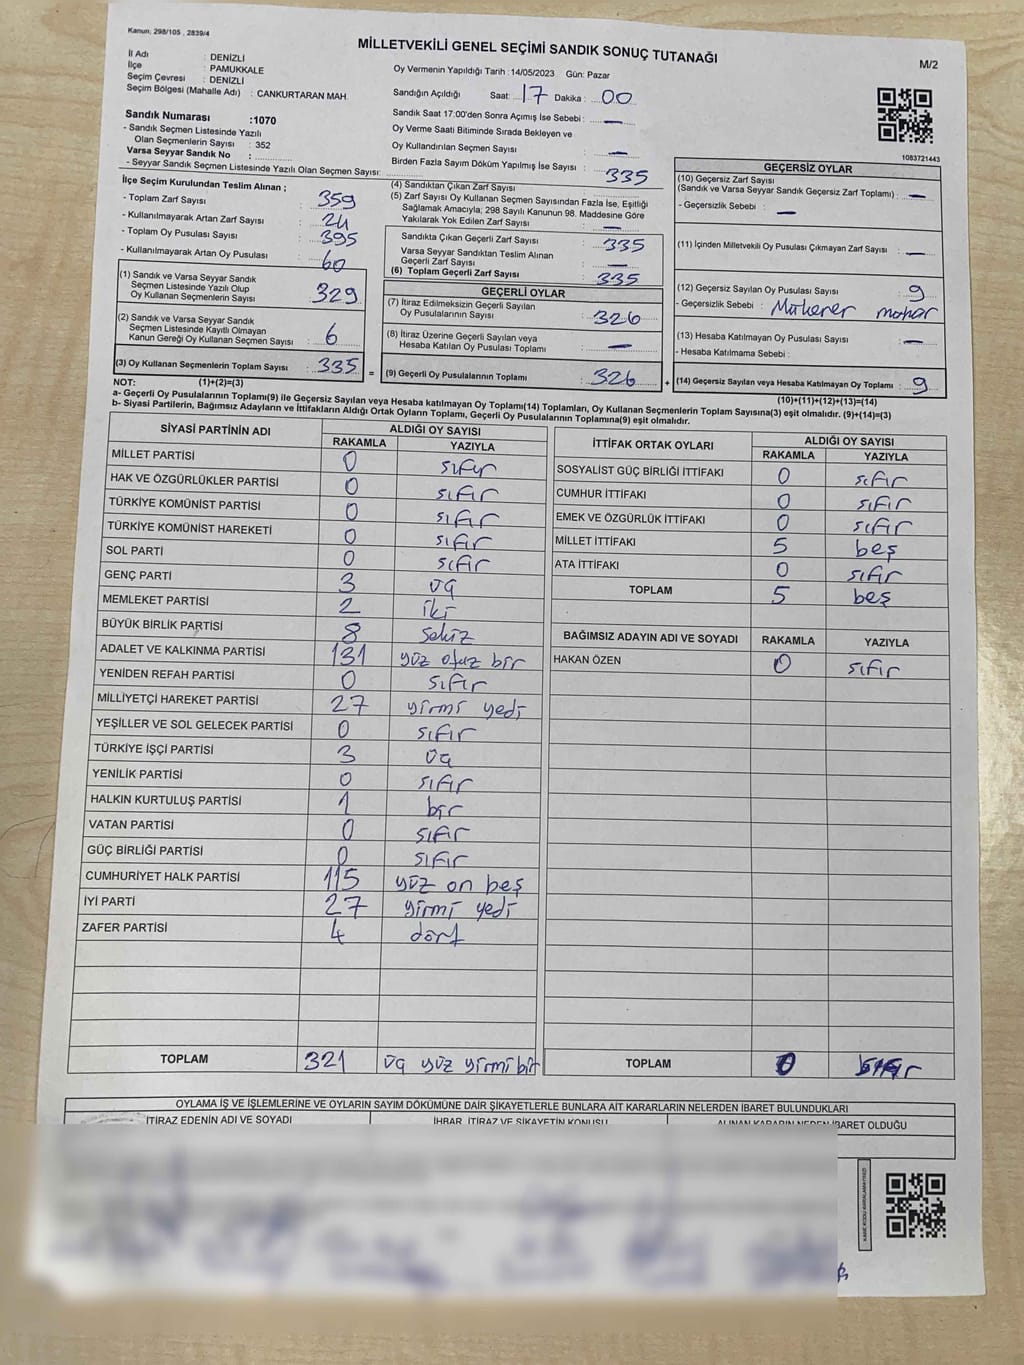 Kanun; 298/105 , 2839/4
MİLLETVEKİLİ GENEL SEÇİMİ SANDIK SONUÇ TUTANAĞI
M/2
İl Adı : DENİZLİ
İlçe : PAMUKKALE
Seçim Çevresi : DENİZLİ
Seçim Bölgesi (Mahalle Adı) : CANKURTARAN MAH.
Oy Vermenin Yapıldığı Tarih :14/05/2023 Gün: Pazar
Sandığın Açıldığı Saat: 17 Dakika : 00
Sandık Saat 17:00'den Sonra Açımış İse Sebebi : —
Oy Verme Saati Bitiminde Sırada Bekleyen ve
Oy Kullandırılan Seçmen Sayısı : —
Birden Fazla Sayım Döküm Yapılmış İse Sayısı :
1083721443
Sandık Numarası :1070
- Sandık Seçmen Listesinde Yazılı
Olan Seçmenlerin Sayısı : 352
Varsa Seyyar Sandık No :
- Seyyar Sandık Seçmen Listesinde Yazılı Olan Seçmen Sayısı:
İlçe Seçim Kurulundan Teslim Alınan ;
- Toplam Zarf Sayısı : 359
- Kullanılmayarak Artan Zarf Sayısı : 24
- Toplam Oy Pusulası Sayısı : 395
- Kullanılmayarak Artan Oy Pusulası : 60
(1) Sandık ve Varsa Seyyar Sandık
Seçmen Listesinde Yazılı Olup
Oy Kullanan Seçmenlerin Sayısı : 329
(2) Sandık ve Varsa Seyyar Sandık
Seçmen Listesinde Kayıtlı Olmayan
Kanun Gereği Oy Kullanan Seçmen Sayısı : 6
(3) Oy Kullanan Seçmenlerin Toplam Sayısı : 335
(1)+(2)=(3)
(4) Sandıktan Çıkan Zarf Sayısı : 335
(5) Zarf Sayısı Oy Kullanan Seçmen Sayısından Fazla İse, Eşitliği
Sağlamak Amacıyla, 298 Sayılı Kanunun 98. Maddesine Göre
Yakılarak Yok Edilen Zarf Sayısı : —
Sandıkta Çıkan Geçerli Zarf Sayısı : 335
Varsa Seyyar Sandıktan Teslim Alınan
Geçerli Zarf Sayısı : —
(6) Toplam Geçerli Zarf Sayısı : 335
GEÇERLİ OYLAR
(7) İtiraz Edilmeksizin Geçerli Sayılan
Oy Pusulalarının Sayısı : 326
(8) İtiraz Üzerine Geçerli Sayılan veya
Hesaba Katılan Oy Pusulası Toplamı : —
= (9) Geçerli Oy Pusulalarının Toplamı : 326
GEÇERSİZ OYLAR
(10) Geçersiz Zarf Sayısı
(Sandık ve Varsa Seyyar Sandık Geçersiz Zarf Toplamı) : —
- Geçersizlik Sebebi : —
(11) İçinden Milletvekili Oy Pusulası Çıkmayan Zarf Sayısı : —
(12) Geçersiz Sayılan Oy Pusulası Sayısı : 9
- Geçersizlik Sebebi : Mükerrer mühür
(13) Hesaba Katılmayan Oy Pusulası Sayısı : —
- Hesaba Katılmama Sebebi :
+ (14) Geçersiz Sayılan veya Hesaba Katılmayan Oy Toplamı : 9
(10)+(11)+(12)+(13)=(14)
NOT:
a- Geçerli Oy Pusulalarının Toplamı(9) ile Geçersiz Sayılan veya Hesaba katılmayan Oy Toplamı(14) Toplamları, Oy Kullanan Seçmenlerin Toplam Sayısına(3) eşit olmalıdır. (9)+(14)=(3)
b- Siyasi Partilerin, Bağımsız Adayların ve İttifakların Aldığı Ortak Oyların Toplamı, Geçerli Oy Pusulalarının Toplamına(9) eşit olmalıdır.
SİYASİ PARTİNİN ADI ALDIĞI OY SAYISI
RAKAMLA YAZIYLA
MİLLET PARTİSİ 0 sıfır
HAK VE ÖZGÜRLÜKLER PARTİSİ 0 sıfır
TÜRKİYE KOMÜNİST PARTİSİ 0 sıfır
TÜRKİYE KOMÜNİST HAREKETİ 0 sıfır
SOL PARTİ 0 sıfır
GENÇ PARTİ 3 üç
MEMLEKET PARTİSİ 2 iki
BÜYÜK BİRLİK PARTİSİ 8 sekiz
ADALET VE KALKINMA PARTİSİ 131 yüz otuz bir
YENİDEN REFAH PARTİSİ 0 sıfır
MİLLİYETÇİ HAREKET PARTİSİ 27 yirmi yedi
YEŞİLLER VE SOL GELECEK PARTİSİ 0 sıfır
TÜRKİYE İŞÇİ PARTİSİ 3 üç
YENİLİK PARTİSİ 0 sıfır
HALKIN KURTULUŞ PARTİSİ 1 bir
VATAN PARTİSİ 0 sıfır
GÜÇ BİRLİĞİ PARTİSİ 0 sıfır
CUMHURİYET HALK PARTİSİ 115 yüz on beş
İYİ PARTİ 27 yirmi yedi
ZAFER PARTİSİ 4 dört
TOPLAM 321 üç yüz yirmi bir
İTTİFAK ORTAK OYLARI ALDIĞI OY SAYISI
RAKAMLA YAZIYLA
SOSYALİST GÜÇ BİRLİĞİ İTTİFAKI 0 sıfır
CUMHUR İTTİFAKI 0 sıfır
EMEK VE ÖZGÜRLÜK İTTİFAKI 0 sıfır
MİLLET İTTİFAKI 5 beş
ATA İTTİFAKI 0 sıfır
TOPLAM 5 beş
BAĞIMSIZ ADAYIN ADI VE SOYADI RAKAMLA YAZIYLA
HAKAN ÖZEN 0 sıfır
TOPLAM 0 sıfır
OYLAMA İŞ VE İŞLEMLERİNE VE OYLARIN SAYIM DÖKÜMÜNE DAİR ŞİKAYETLERLE BUNLARA AİT KARARLARIN NELERDEN İBARET BULUNDUKLARI
İTİRAZ EDENİN ADI VE SOYADI İHBAR, İTİRAZ VE ŞİKAYETİN KONUSU ALINAN KARARIN NEDEN İBARET OLDUĞU